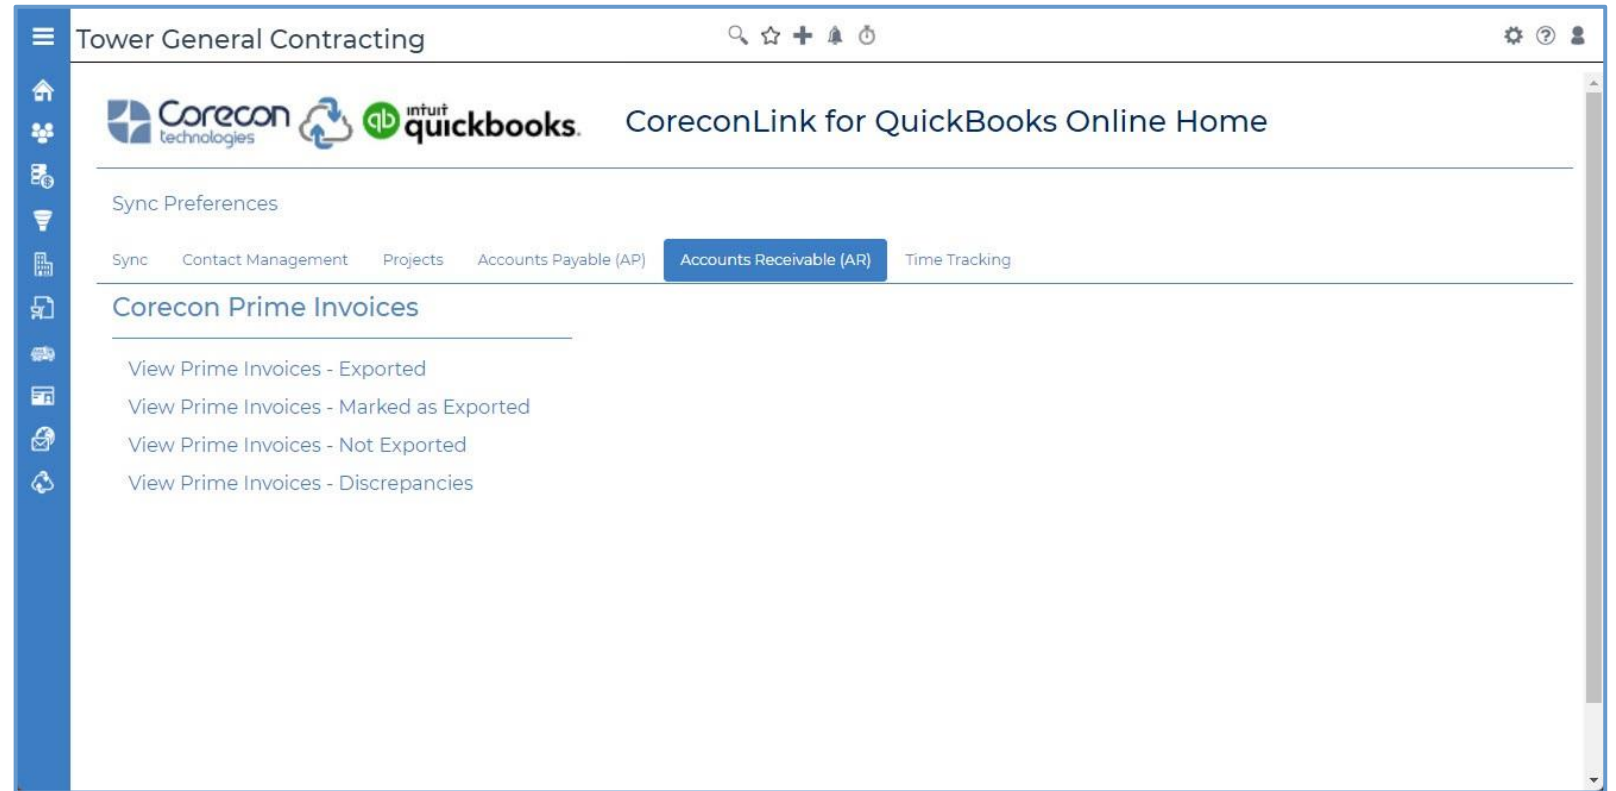 Tower General Contracting
Corecon technologies qb intuit quickbooks. CoreconLink for QuickBooks Online Home
Sync Preferences
Sync Contact Management Projects Accounts Payable (AP) Accounts Receivable (AR) Time Tracking
Corecon Prime Invoices
View Prime Invoices - Exported
View Prime Invoices - Marked as Exported
View Prime Invoices - Not Exported
View Prime Invoices - Discrepancies